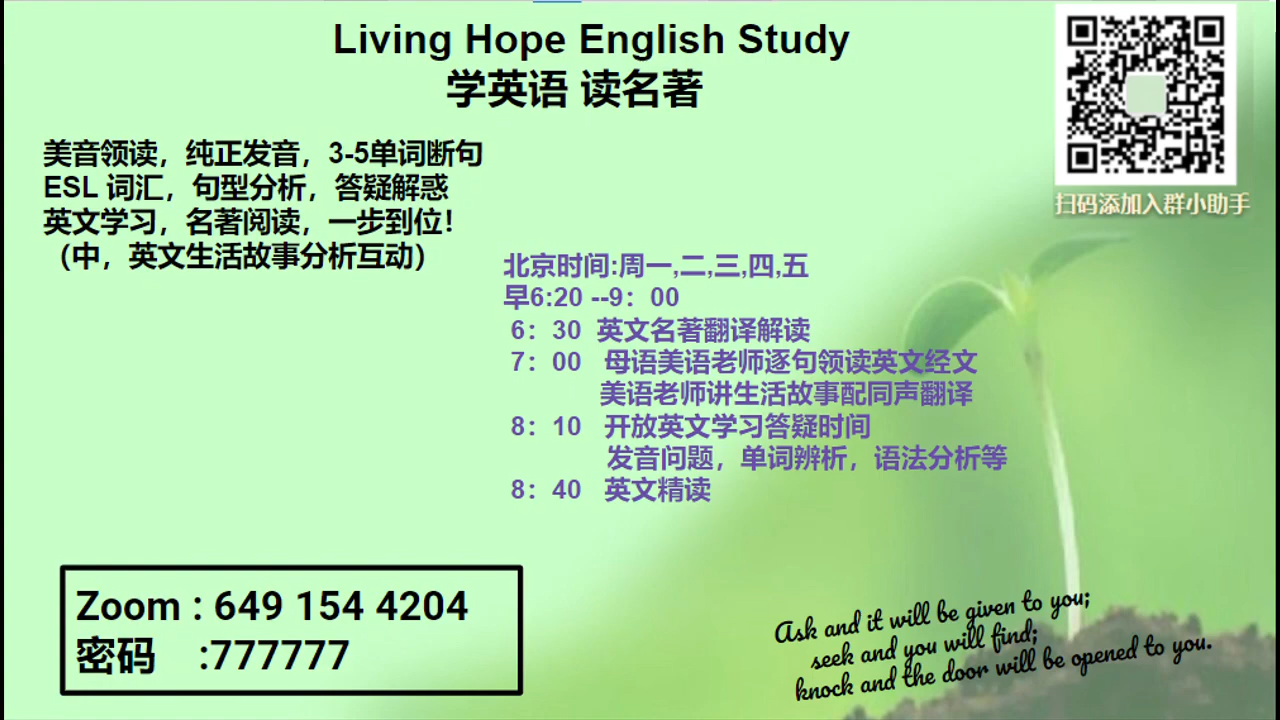 Living Hope English Study
学英语 读名著
美音领读，纯正发音，3-5单词断句
ESL 词汇，句型分析，答疑解惑
英文学习，名著阅读，一步到位！
（中，英文生活故事分析互动）
扫码添加入群小助手
北京时间:周一,二,三,四,五
早6:20 --9：00
6：30 英文名著翻译解读
7：00 母语美语老师逐句领读英文经文
美语老师讲生活故事配同声翻译
8：10 开放英文学习答疑时间
发音问题，单词辨析，语法分析等
8：40 英文精读
Zoom : 649 154 4204
密码 :777777
Ask and it will be given to you;
seek and you will find;
knock and the door will be opened to you.